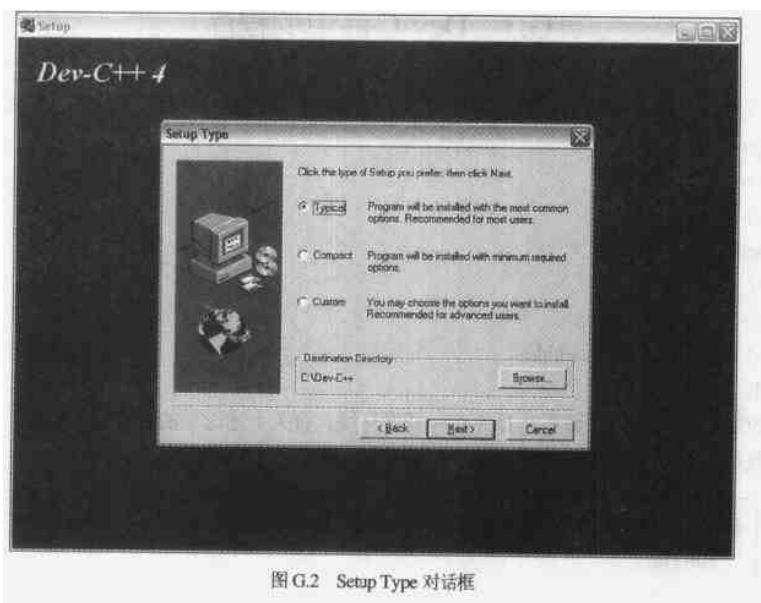 Setup
Dev-C++ 4
Setup Type
Click the type of Setup you prefer, then click Next.
Typical
Program will be installed with the most common
options. Recommended for most users.
Compact
Program will be installed with minimum required
options.
Custom
You may choose the options you want to install
Recommended for advanced users.
Destination Directory
C:\Dev-C++
Browse...
< Back
Next >
Cancel
图 G.2 Setup Type 对话框